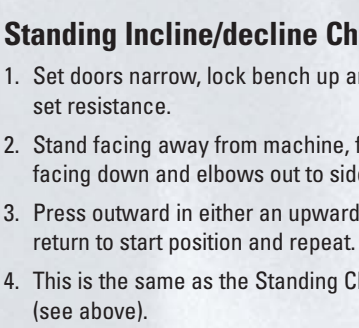 Standing Incline/decline Ch
1. Set doors narrow, lock bench up a
set resistance.
2. Stand facing away from machine, f
facing down and elbows out to side
3. Press outward in either an upward
return to start position and repeat.
4. This is the same as the Standing C
(see above).